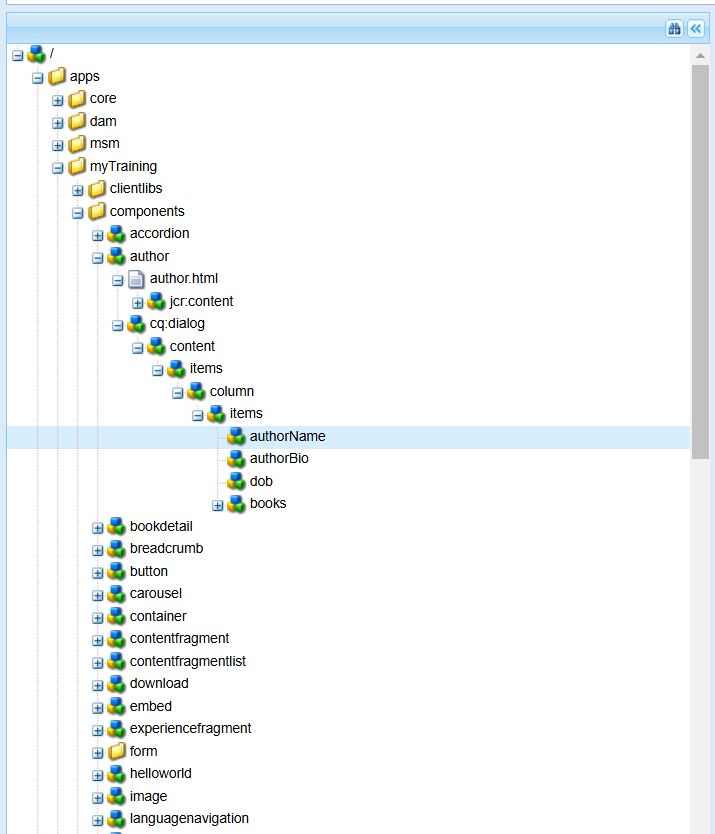 /
apps
core
dam
msm
myTraining
clientlibs
components
accordion
author
author.html
jcr:content
cq:dialog
content
items
column
items
authorName
authorBio
dob
books
bookdetail
breadcrumb
button
carousel
container
contentfragment
contentfragmentlist
download
embed
experiencefragment
form
helloworld
image
languagenavigation